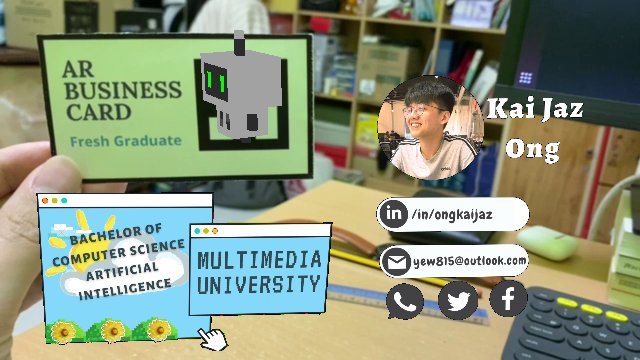 AR
BUSINESS
CARD
Fresh Graduate
Kai Jaz
Ong
in /in/ongkaijaz
yew815@outlook.com
BACHELOR OF
COMPUTER SCIENCE
ARTIFICIAL
INTELLIGENCE
MULTIMEDIA
UNIVERSITY